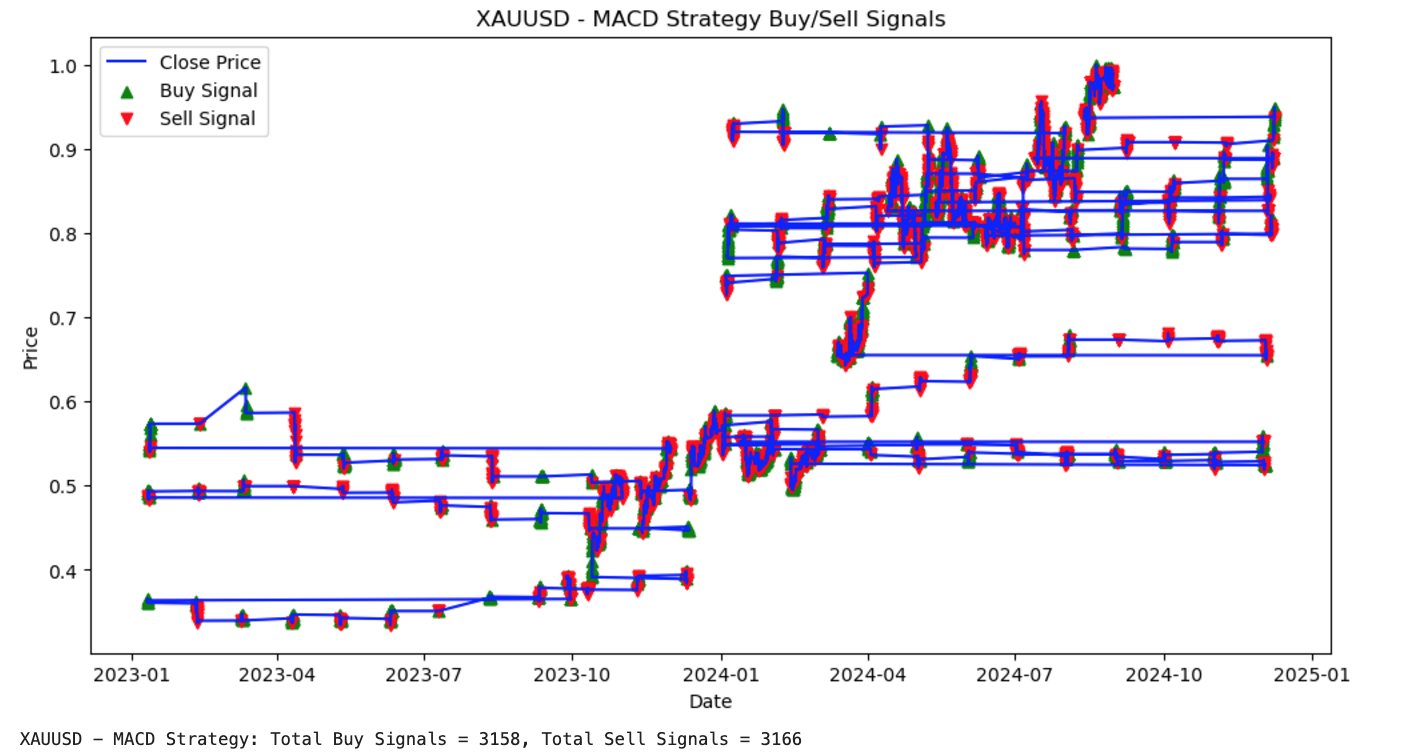 XAUUSD - MACD Strategy Buy/Sell Signals
Close Price
Buy Signal
Sell Signal
1.0
0.9
0.8
0.7
0.6
0.5
0.4
Price
2023-01
2023-04
2023-07
2023-10
2024-01
2024-04
2024-07
2024-10
2025-01
Date
XAUUSD – MACD Strategy: Total Buy Signals = 3158, Total Sell Signals = 3166